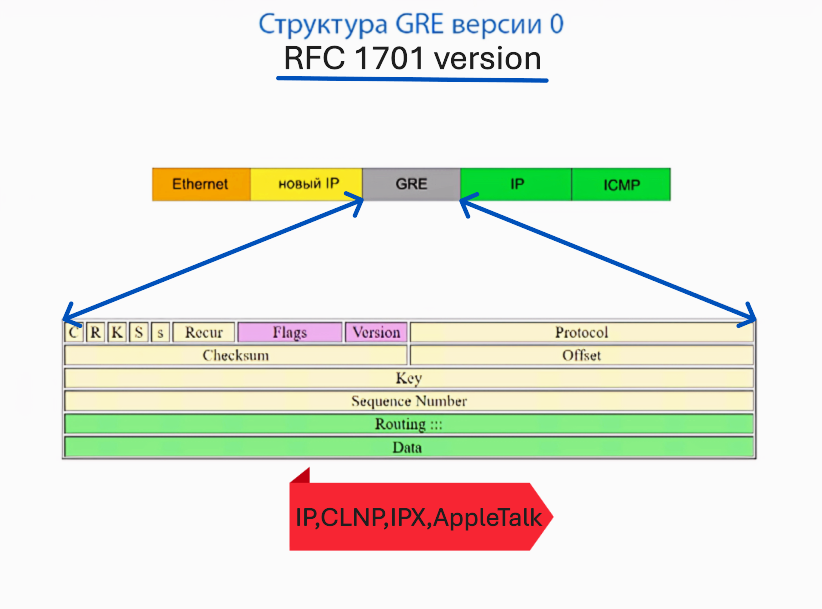 Структура GRE версии 0
RFC 1701 version
Ethernet новый IP GRE IP ICMP
C R K S s Recur Flags Version Protocol
Checksum Offset
Key
Sequence Number
Routing :::
Data
IP,CLNP,IPX,AppleTalk